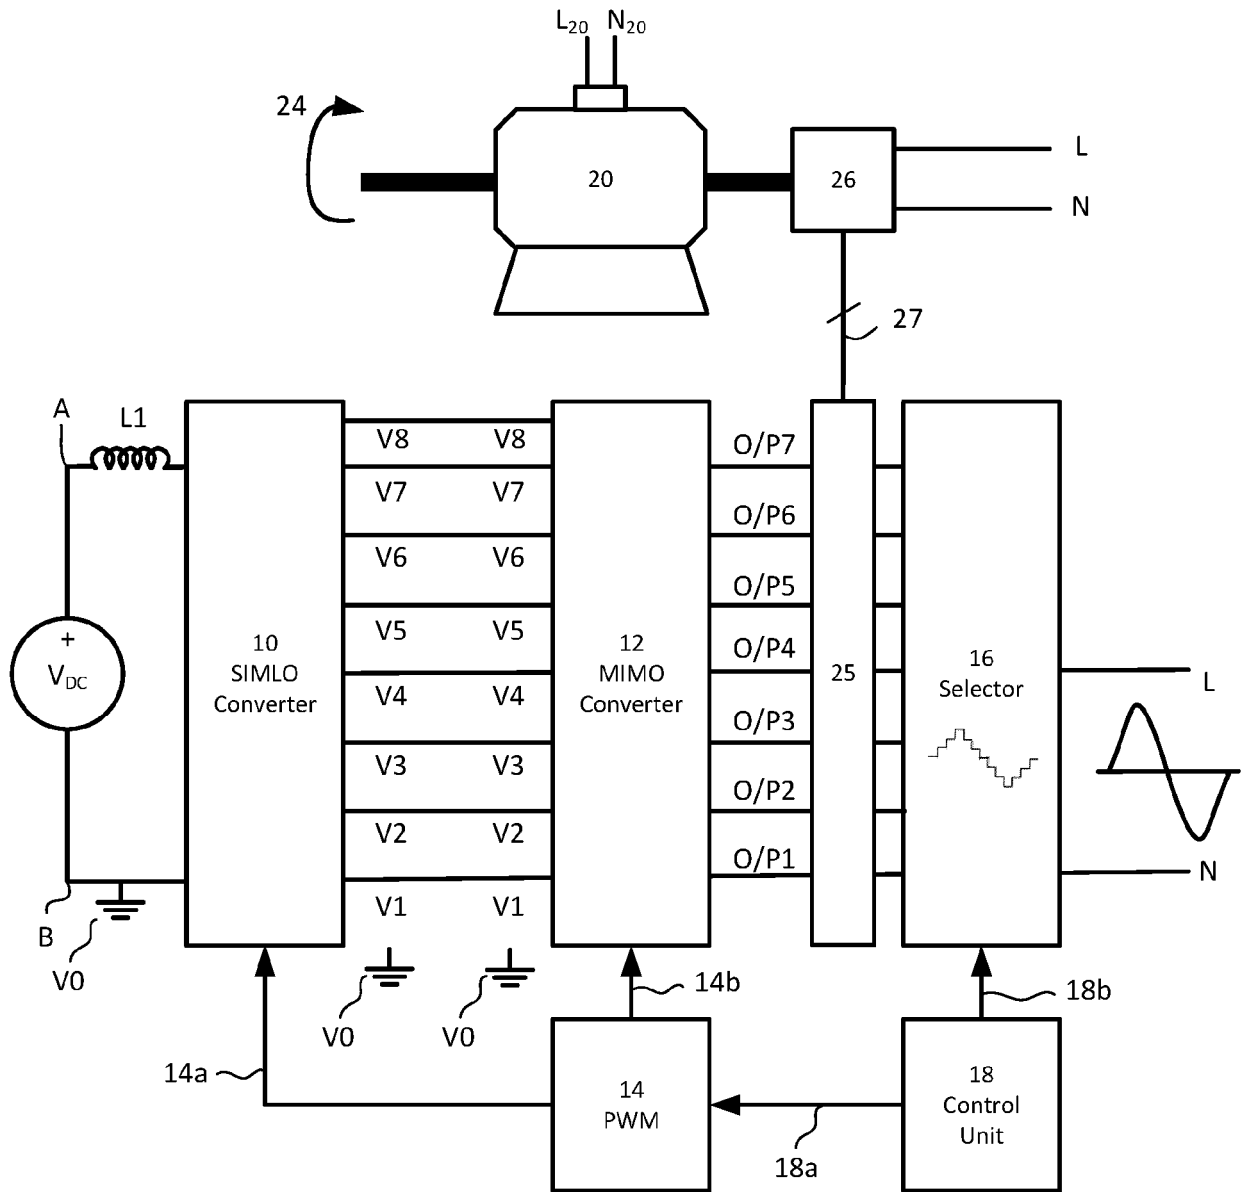 L20 N20
24
20
26
L
N
27
A
L1
V8 V8
O/P7
V7 V7
O/P6
V6 V6
O/P5
+
VDC
10
SIMLO
Converter
V5 V5
12
MIMO
Converter
O/P4
25
16
Selector
L
V4 V4
O/P3
V3 V3
O/P2
V2 V2
O/P1
N
V1 V1
B
V0
14b
18b
V0 V0
14a
14
PWM
18
Control
Unit
18a